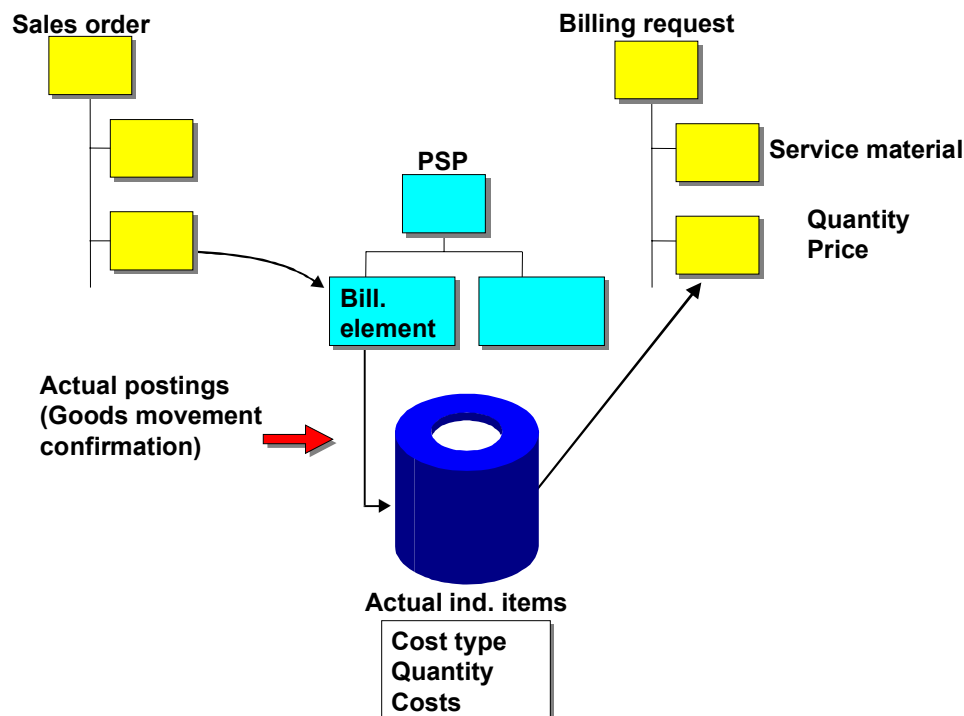 Sales order
Billing request
Service material
PSP
Quantity
Price
Bill.
element
Actual postings
(Goods movement
confirmation)
Actual ind. items
Cost type
Quantity
Costs